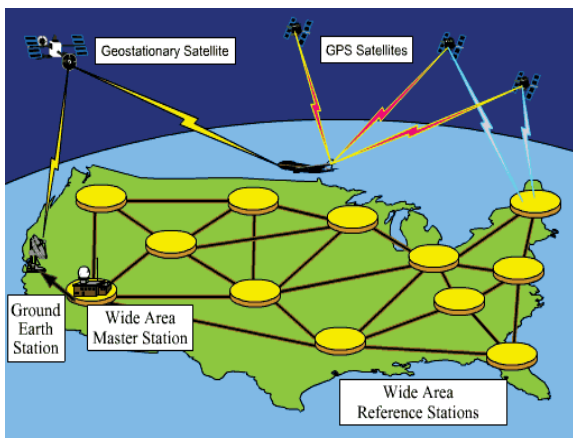 Geostationary Satellite
GPS Satellites
Ground
Earth
Station
Wide Area
Master Station
Wide Area
Reference Stations